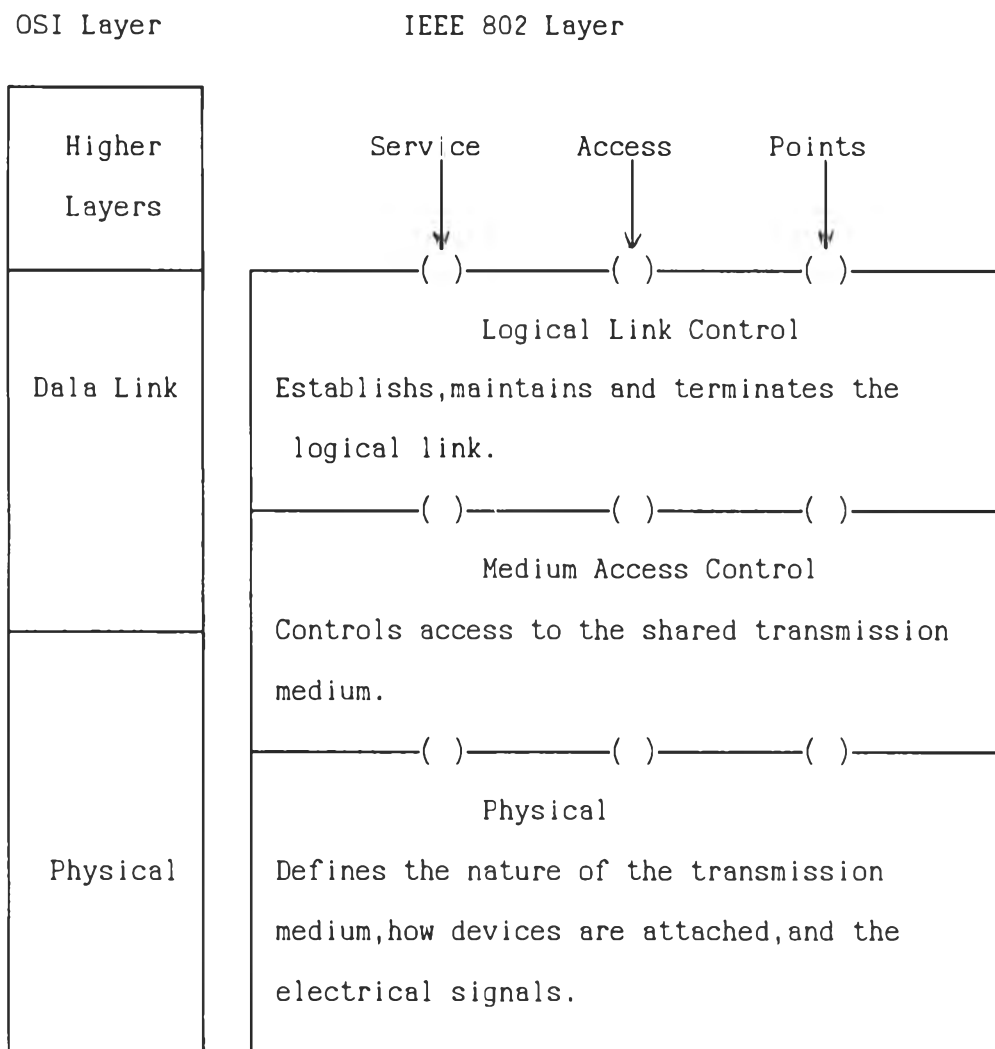 OSI Layer IEEE 802 Layer
Higher Service Access Points
Layers
( ) ( ) ( )
Logical Link Control
Dala Link Establishs,maintains and terminates the
logical link.
( ) ( ) ( )
Medium Access Control
Controls access to the shared transmission
medium.
( ) ( ) ( )
Physical
Physical Defines the nature of the transmission
medium,how devices are attached,and the
electrical signals.